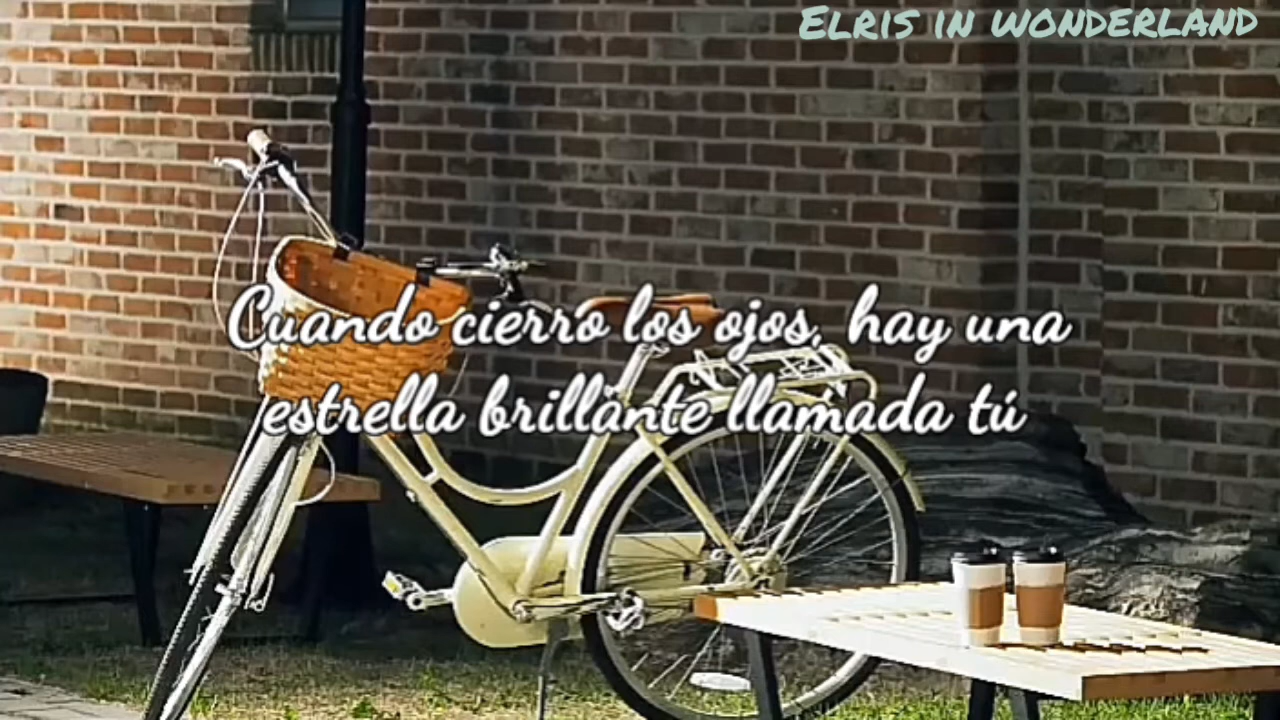 Elris in wonderland
Cuando cierro los ojos, hay una
estrella brillante llamada tú